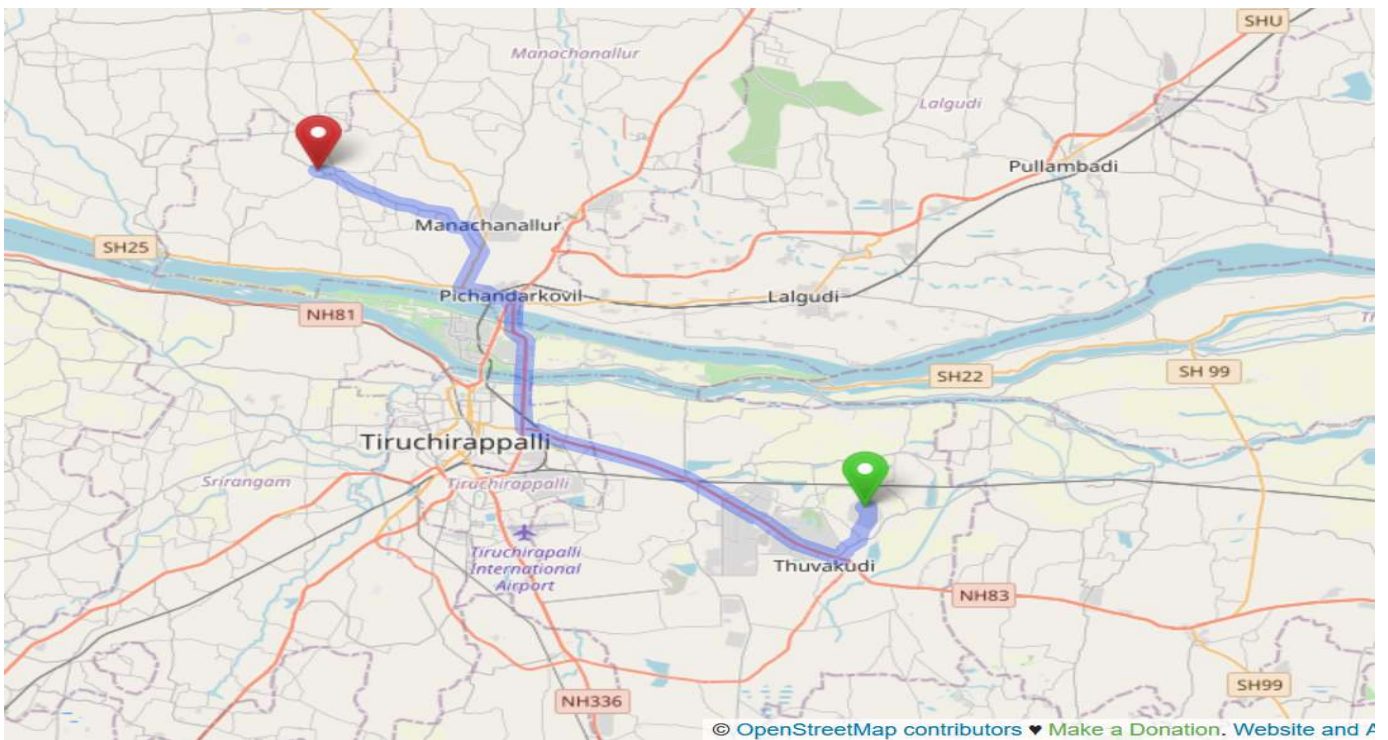 SHU
Manachanallur
Lalgudi
Pullambadi
Manachanallur
SH25
Pichandarkovil
Lalgudi
NH81
SH22
SH 99
Tiruchirappalli
Srirangam
Tiruchirappalli
Tiruchirapalli
International
Airport
Thuvakudi
NH83
SH99
NH336
© OpenStreetMap contributors ♥ Make a Donation. Website and A